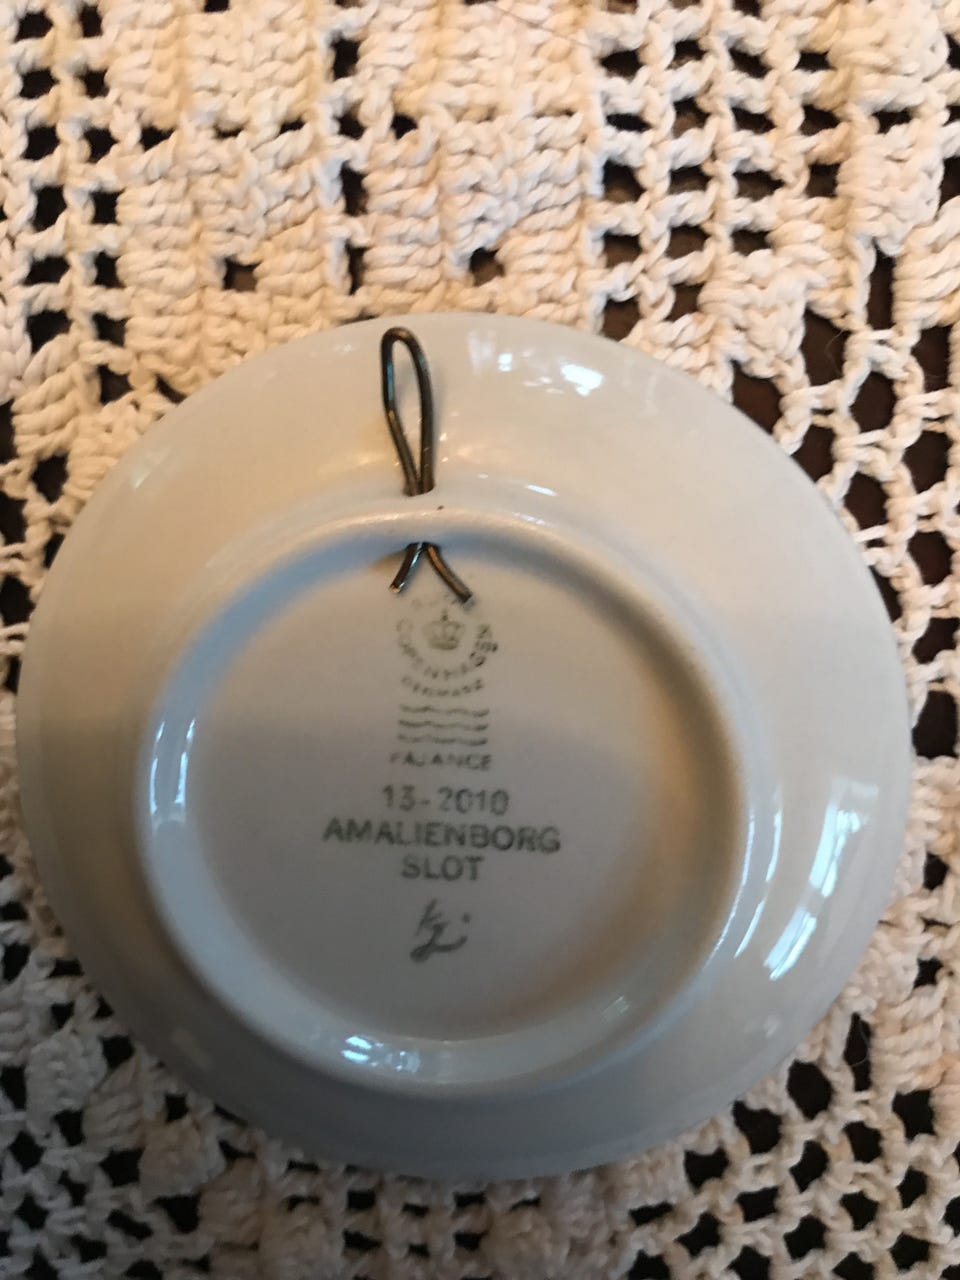 COPENHAGEN
DENMARK
FAJANCE
13-2010
AMALIENBORG
SLOT